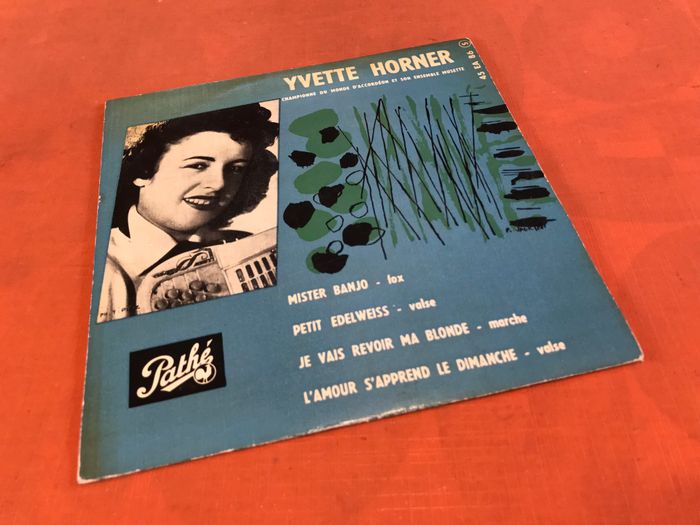 YVETTE HORNER
CHAMPIONNE DU MONDE D'ACCORDÉON ET SON ENSEMBLE MUSETTE
45 EA 86 S
MISTER BANJO - fox
PETIT EDELWEISS - valse
JE VAIS REVOIR MA BLONDE - marche
L'AMOUR S'APPREND LE DIMANCHE - valse
Pathé